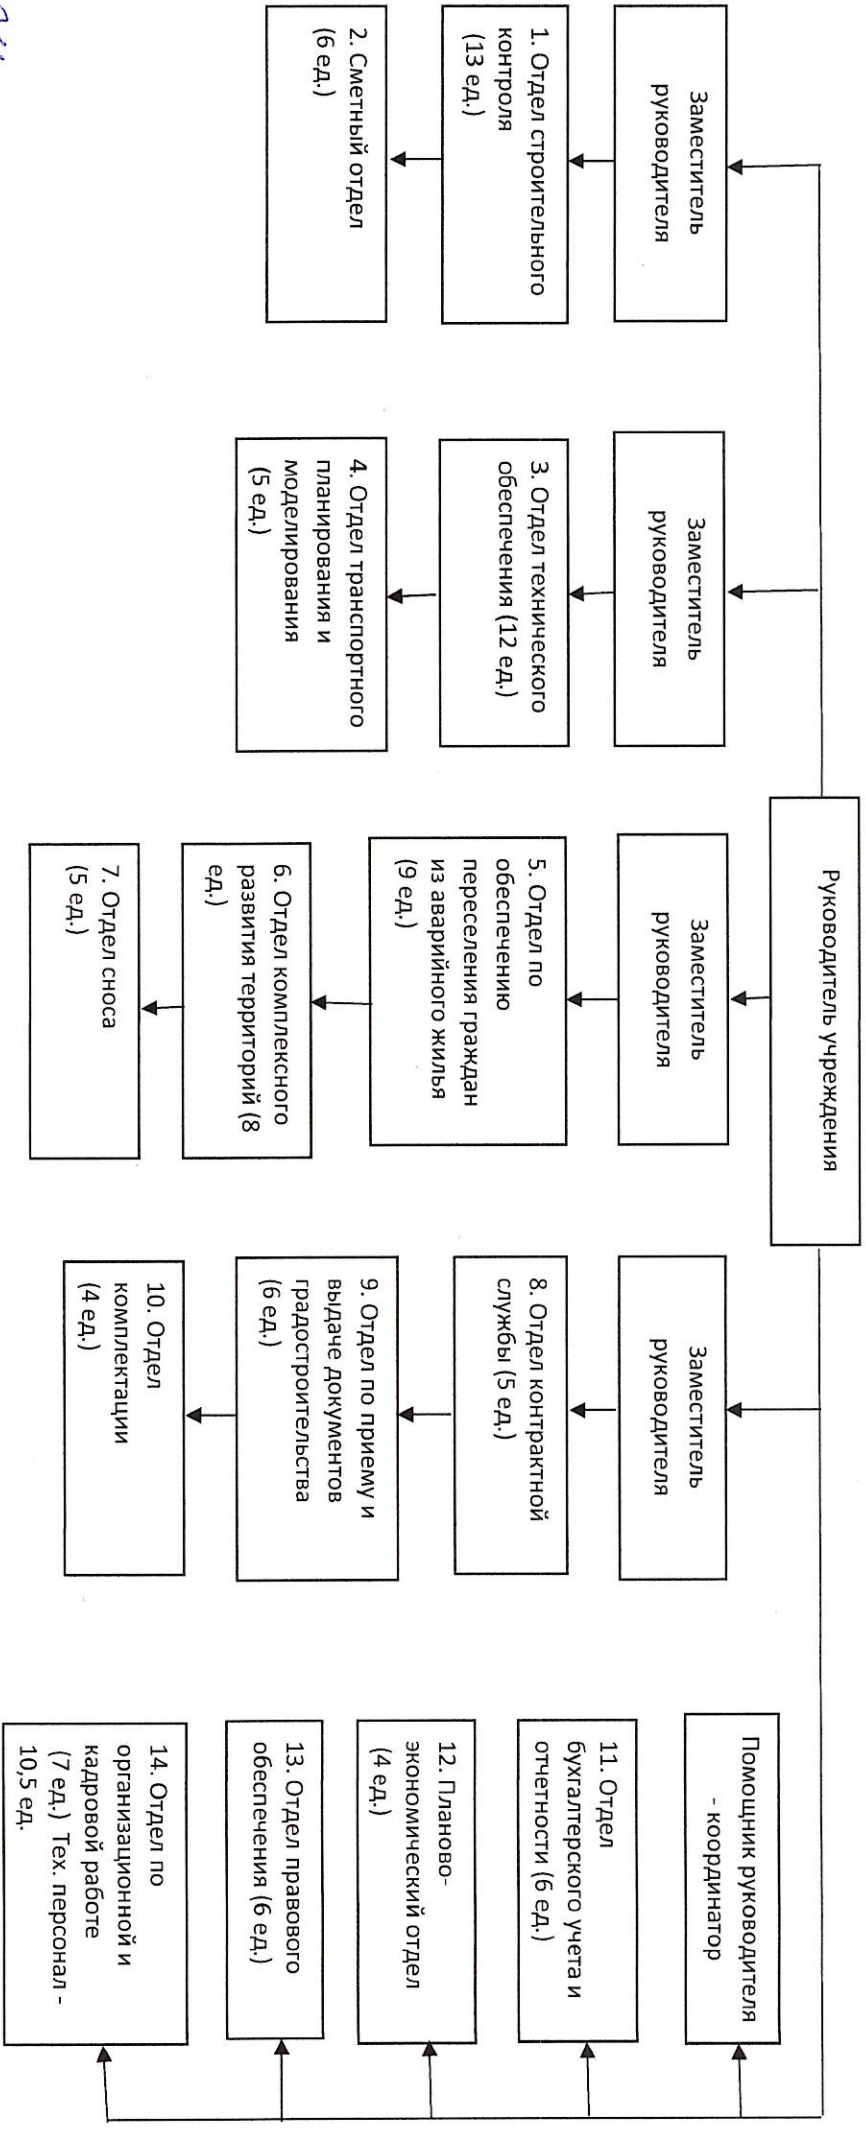 Руководитель учреждения
Заместитель
руководителя
1. Отдел строительного
контроля
(13 ед.)
2. Сметный отдел
(6 ед.)
Заместитель
руководителя
3. Отдел технического
обеспечения (12 ед.)
4. Отдел транспортного
планирования и
моделирования
(5 ед.)
Заместитель
руководителя
5. Отдел по
обеспечению
переселения граждан
из аварийного жилья
(9 ед.)
6. Отдел комплексного
развития территорий (8
ед.)
7. Отдел сноса
(5 ед.)
Заместитель
руководителя
8. Отдел контрактной
службы (5 ед.)
9. Отдел по приему и
выдаче документов
градостроительства
(6 ед.)
10. Отдел
комплектации
(4 ед.)
Помощник руководителя
- координатор
11. Отдел
бухгалтерского учета и
отчетности (6 ед.)
12. Планово-
экономический отдел
(4 ед.)
13. Отдел правового
обеспечения (6 ед.)
14. Отдел по
организационной и
кадровой работе
(7 ед.) Тех. персонал -
10,5 ед.